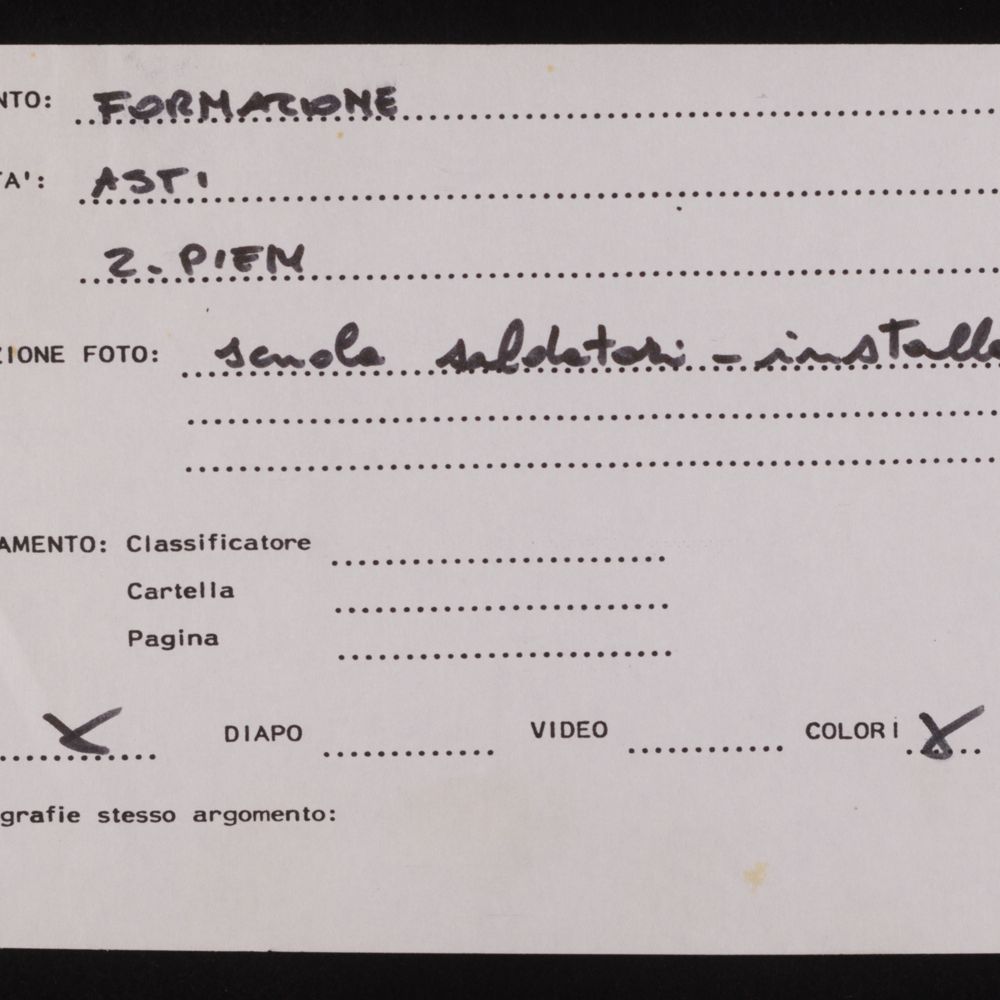 NTO: FORMAZIONE
TA': ASTI
2. PIEM
ZIONE FOTO: scuola saldatori - installa
AMENTO: Classificatore
Cartella
Pagina
X DIAPO VIDEO COLORI X
grafie stesso argomento: